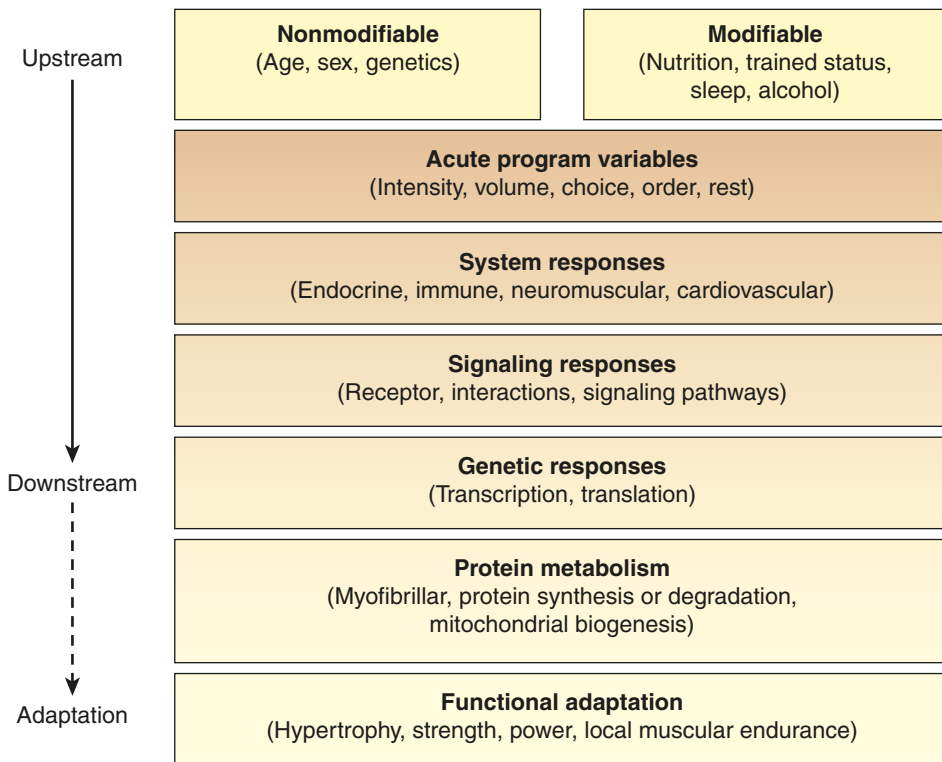 Upstream
Nonmodifiable
(Age, sex, genetics)
Modifiable
(Nutrition, trained status,
sleep, alcohol)
Acute program variables
(Intensity, volume, choice, order, rest)
System responses
(Endocrine, immune, neuromuscular, cardiovascular)
Signaling responses
(Receptor, interactions, signaling pathways)
Downstream
Genetic responses
(Transcription, translation)
Protein metabolism
(Myofibrillar, protein synthesis or degradation,
mitochondrial biogenesis)
Adaptation
Functional adaptation
(Hypertrophy, strength, power, local muscular endurance)